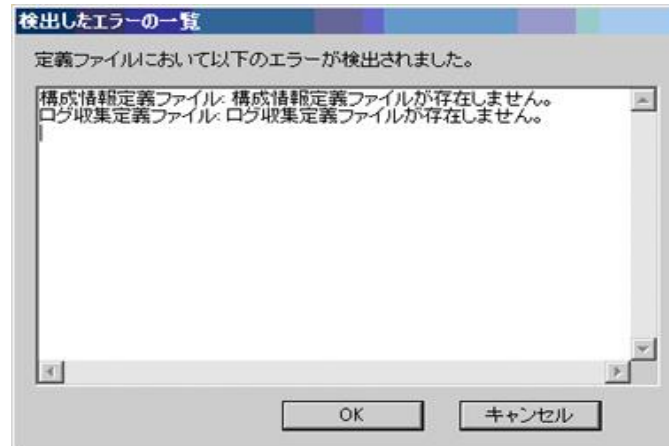 検出したエラーの一覧
定義ファイルにおいて以下のエラーが検出されました。
構成情報定義ファイル: 構成情報定義ファイルが存在しません。
ログ収集定義ファイル: ログ収集定義ファイルが存在しません。
OK
キャンセル